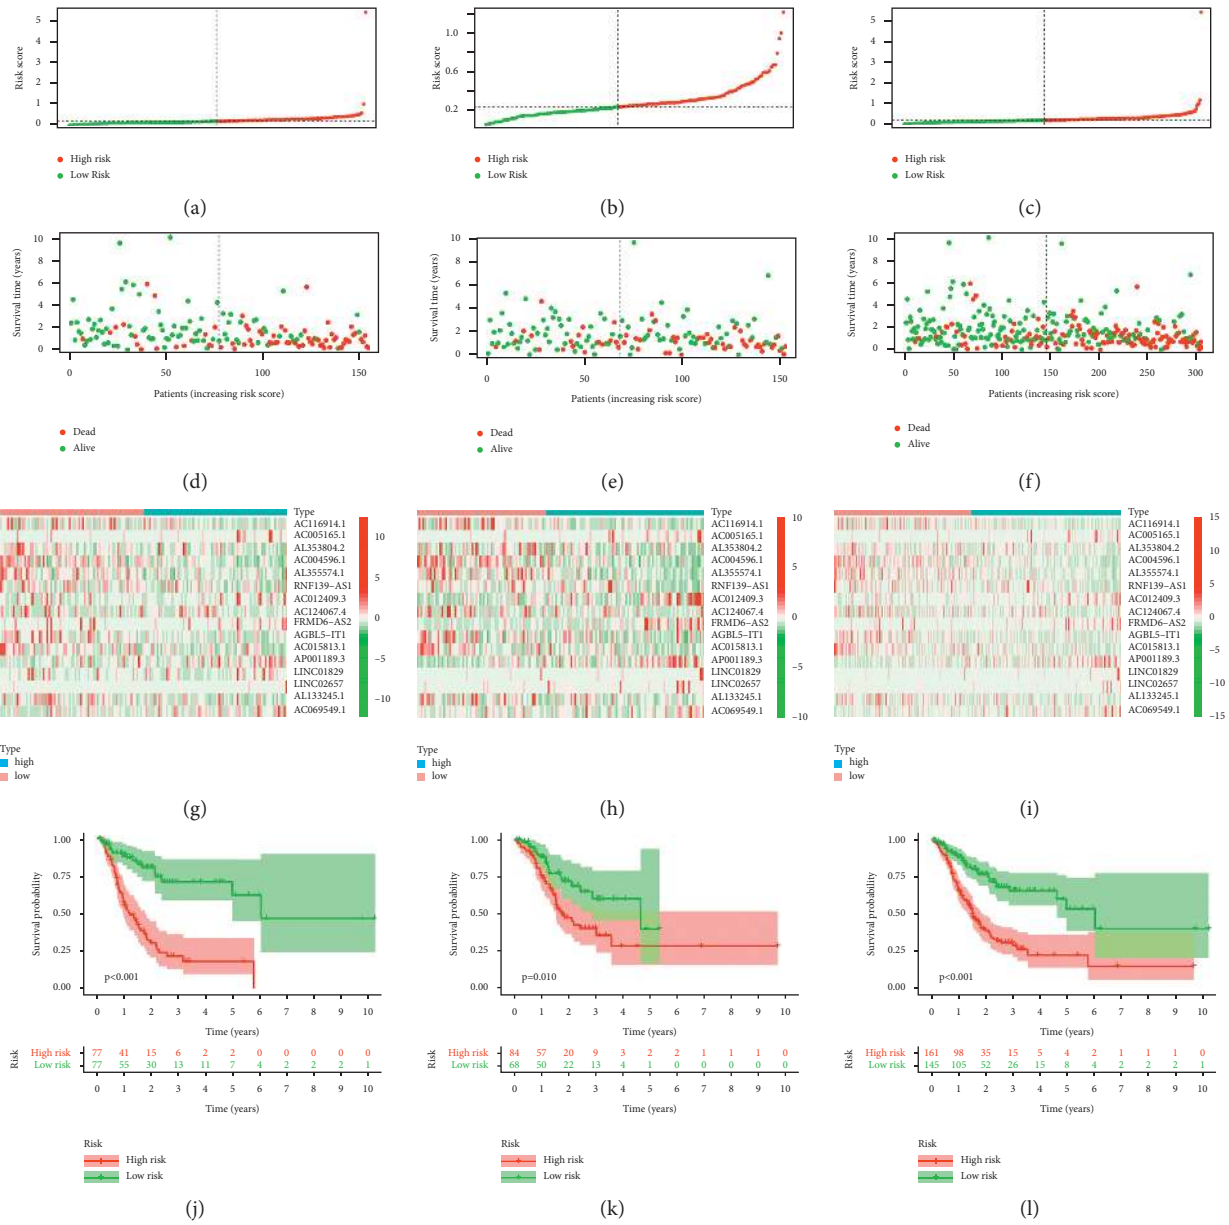 5
4
3
2
1
0
Risk score
High risk
Low Risk
(a)
1.0
0.6
0.2
Risk score
High risk
Low Risk
(b)
5
4
3
2
1
0
Risk score
High risk
Low Risk
(c)
10
8
6
4
2
0
Survival time (years)
0 50 100 150
Patients (increasing risk score)
Dead
Alive
(d)
10
8
6
4
2
0
Survival time (years)
0 50 100 150
Patients (increasing risk score)
Dead
Alive
(e)
10
8
6
4
2
0
Survival time (years)
0 50 100 150 200 250 300
Patients (increasing risk score)
Dead
Alive
(f)
Type
AC116914.1
AC005165.1
AL353804.2
AC004596.1
AL355574.1
RNF139−AS1
AC012409.3
AC124067.4
FRMD6−AS2
AGBL5−IT1
AC015813.1
AP001189.3
LINC01829
LINC02657
AL133245.1
AC069549.1
10
5
0
−5
−10
Type
high
low
(g)
Type
AC116914.1
AC005165.1
AL353804.2
AC004596.1
AL355574.1
RNF139−AS1
AC012409.3
AC124067.4
FRMD6−AS2
AGBL5−IT1
AC015813.1
AP001189.3
LINC01829
LINC02657
AL133245.1
AC069549.1
10
5
0
−5
−10
Type
high
low
(h)
Type
AC116914.1
AC005165.1
AL353804.2
AC004596.1
AL355574.1
RNF139−AS1
AC012409.3
AC124067.4
FRMD6−AS2
AGBL5−IT1
AC015813.1
AP001189.3
LINC01829
LINC02657
AL133245.1
AC069549.1
15
10
5
0
−5
−10
−15
Type
high
low
(i)
1.00
0.75
0.50
0.25
0.00
Survival probability
p<0.001
0 1 2 3 4 5 6 7 8 9 10
Time (years)
Risk
High risk 77 41 15 6 2 2 0 0 0 0 0
Low risk 77 55 30 13 11 7 4 2 2 2 1
0 1 2 3 4 5 6 7 8 9 10
Time (years)
Risk
High risk
Low risk
(j)
1.00
0.75
0.50
0.25
0.00
Survival probability
p=0.010
0 1 2 3 4 5 6 7 8 9 10
Time (years)
Risk
High risk 84 57 20 9 3 2 2 1 1 1 0
Low risk 68 50 22 13 4 1 0 0 0 0 0
0 1 2 3 4 5 6 7 8 9 10
Time (years)
Risk
High risk
Low risk
(k)
1.00
0.75
0.50
0.25
0.00
Survival probability
p<0.001
0 1 2 3 4 5 6 7 8 9 10
Time (years)
Risk
High risk 161 98 35 15 5 4 2 1 1 1 0
Low risk 145 105 52 26 15 8 4 2 2 2 1
0 1 2 3 4 5 6 7 8 9 10
Time (years)
Risk
High risk
Low risk
(l)